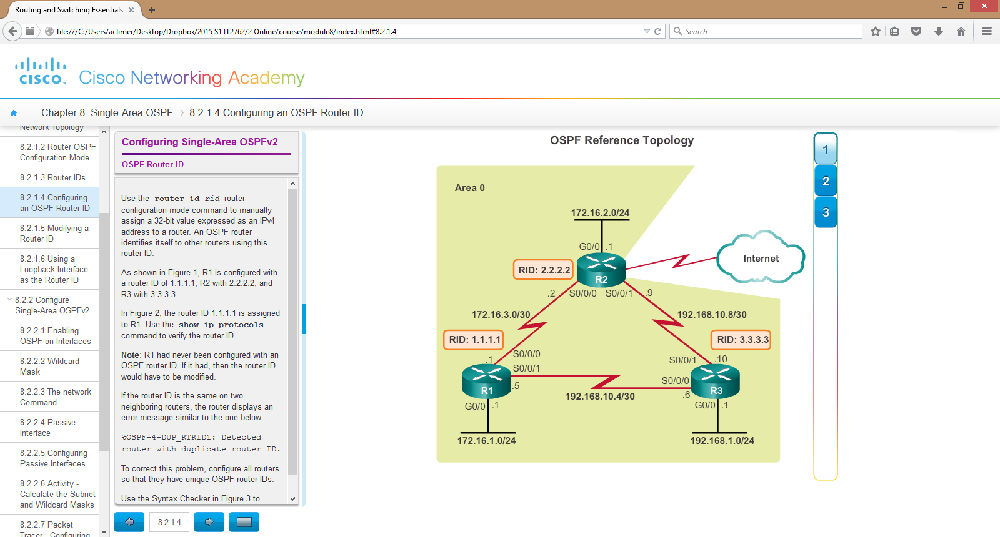 Routing and Switching Essentials
file:///C:/Users/aclimer/Desktop/Dropbox/2015 S1 IT2762/2 Online/course/module8/index.html#8.2.1.4
Search
CISCO.
Cisco Networking Academy
Chapter 8: Single-Area OSPF
8.2.1.4 Configuring an OSPF Router ID
Network Topology
8.2.1.2 Router OSPF
Configuration Mode
8.2.1.3 Router IDs
8.2.1.4 Configuring
an OSPF Router ID
8.2.1.5 Modifying a
Router ID
8.2.1.6 Using a
Loopback Interface
as the Router ID
8.2.2 Configure
Single-Area OSPFv2
8.2.2.1 Enabling
OSPF on Interfaces
8.2.2.2 Wildcard
Mask
8.2.2.3 The network
Command
8.2.2.4 Passive
Interface
8.2.2.5 Configuring
Passive Interfaces
8.2.2.6 Activity -
Calculate the Subnet
and Wildcard Masks
8.2.2.7 Packet
Tracer - Configuring
Configuring Single-Area OSPFv2
OSPF Router ID
Use the router-id rid router
configuration mode command to manually
assign a 32-bit value expressed as an IPv4
address to a router. An OSPF router
identifies itself to other routers using this
router ID.
As shown in Figure 1, R1 is configured with
a router ID of 1.1.1.1, R2 with 2.2.2.2, and
R3 with 3.3.3.3.
In Figure 2, the router ID 1.1.1.1 is assigned
to R1. Use the show ip protocols
command to verify the router ID.
Note: R1 had never been configured with an
OSPF router ID. If it had, then the router ID
would have to be modified.
If the router ID is the same on two
neighboring routers, the router displays an
error message similar to the one below:
%OSPF-4-DUP_RTRID1: Detected
router with duplicate router ID.
To correct this problem, configure all routers
so that they have unique OSPF router IDs.
Use the Syntax Checker in Figure 3 to
8.2.1.4
OSPF Reference Topology
Area 0
172.16.2.0/24
G0/0 .1
RID: 2.2.2.2
R2
Internet
.2 S0/0/0 S0/0/1 .9
172.16.3.0/30
192.168.10.8/30
RID: 1.1.1.1
RID: 3.3.3.3
.1 S0/0/0
S0/0/1 .10
S0/0/1
S0/0/0
R1
.5
R3
.6
192.168.10.4/30
G0/0 .1
G0/0 .1
172.16.1.0/24
192.168.1.0/24
1
2
3